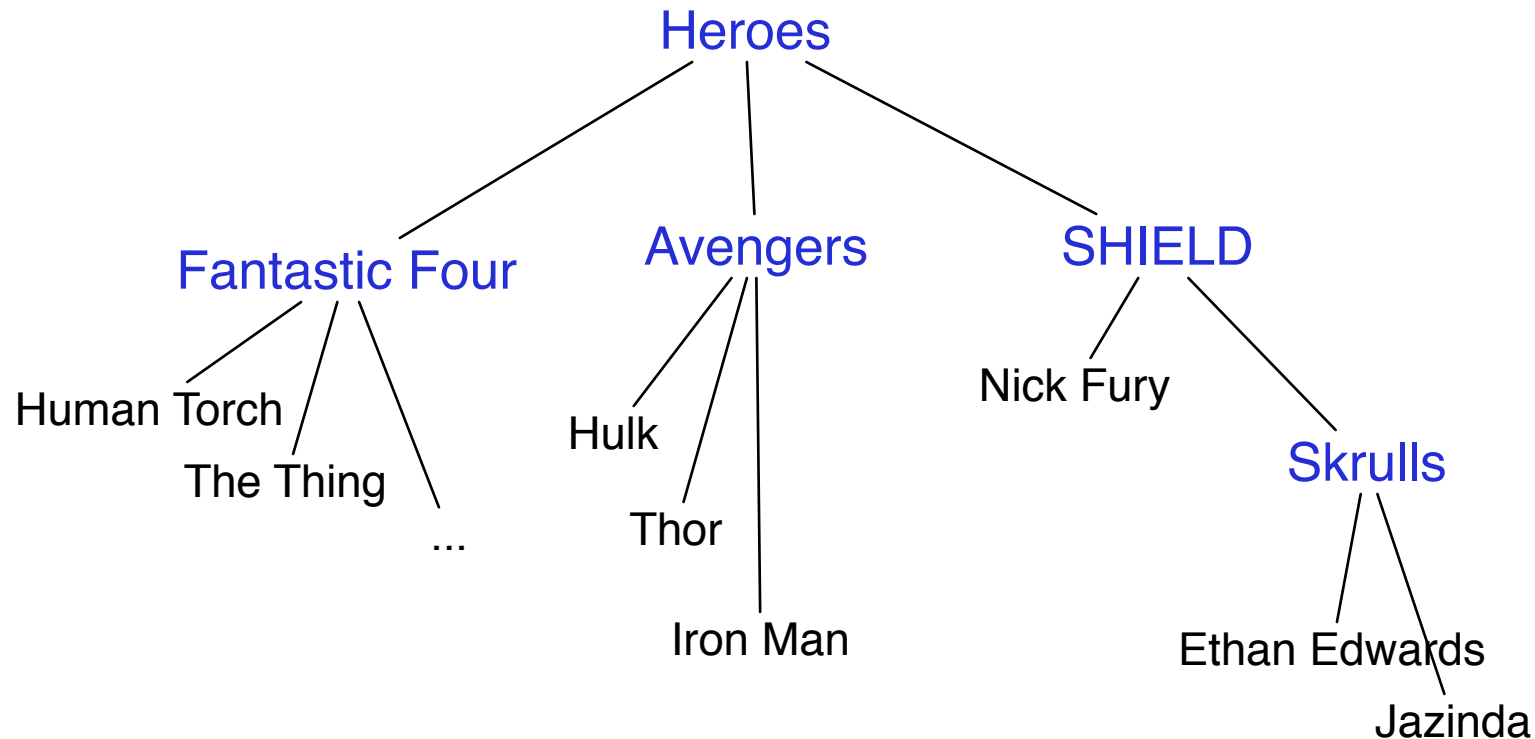 Heroes
Fantastic Four
Avengers
SHIELD
Human Torch
The Thing
...
Hulk
Thor
Iron Man
Nick Fury
Skrulls
Ethan Edwards
Jazinda